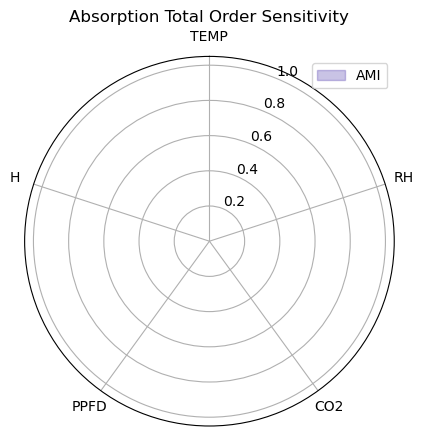 Absorption Total Order Sensitivity
TEMP
1.0
AMI
0.8
0.6
0.4
H
RH
0.2
PPFD
CO2